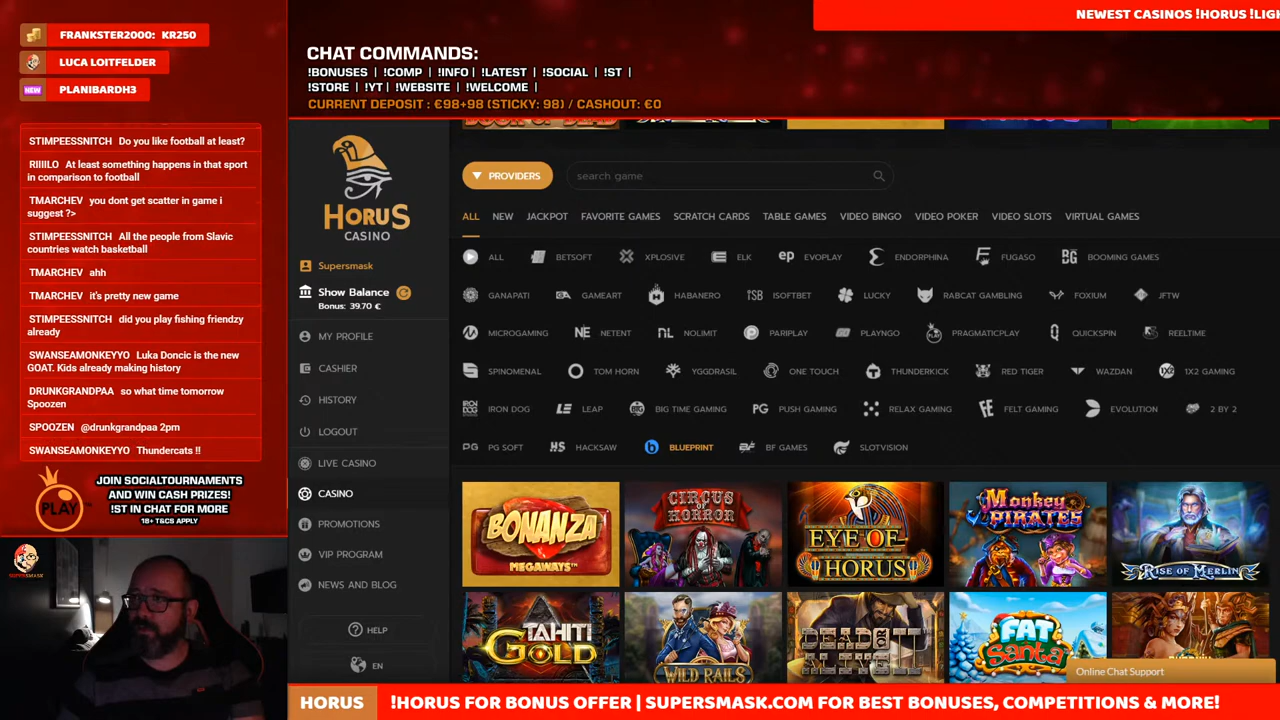 FRANKSTER2000: KR250
LUCA LOITFELDER
NEW PLANIBARDH3
STIMPEESSNITCH Do you like football at least?
RIIIILO At least something happens in that sport
in comparison to football
TMARCHEV you dont get scatter in game i
suggest ?>
STIMPEESSNITCH All the people from Slavic
countries watch basketball
TMARCHEV ahh
TMARCHEV it's pretty new game
STIMPEESSNITCH did you play fishing friendzy
already
SWANSEAMONKEYYO Luka Doncic is the new
GOAT. Kids already making history
DRUNKGRANDPAA so what time tomorrow
Spoozen
SPOOZEN @drunkgrandpaa 2pm
SWANSEAMONKEYYO Thundercats !!
PLAY
JOIN SOCIALTOURNAMENTS
AND WIN CASH PRIZES!
!ST IN CHAT FOR MORE
18+ T&CS APPLY
SUPERSMASK
NEWEST CASINOS !HORUS !LIGH
CHAT COMMANDS:
!BONUSES | !COMP | !INFO | !LATEST | !SOCIAL | !ST |
!STORE | !YT | !WEBSITE | !WELCOME |
CURRENT DEPOSIT : €98+98 (STICKY: 98) / CASHOUT: €0
HORUS
CASINO
Supersmask
Show Balance
Bonus: 39.70 €
MY PROFILE
CASHIER
HISTORY
LOGOUT
LIVE CASINO
CASINO
PROMOTIONS
VIP PROGRAM
NEWS AND BLOG
HELP
EN
PROVIDERS search game
ALL NEW JACKPOT FAVORITE GAMES SCRATCH CARDS TABLE GAMES VIDEO BINGO VIDEO POKER VIDEO SLOTS VIRTUAL GAMES
ALL BETSOFT XPLOSIVE ELK EVOPLAY ENDORPHINA FUGASO BOOMING GAMES
GANAPATI GAMEART HABANERO ISOFTBET LUCKY RABCAT GAMBLING FOXIUM JFTW
MICROGAMING NETENT NOLIMIT PARIPLAY PLAYNGO PRAGMATICPLAY QUICKSPIN REELTIME
SPINOMENAL TOM HORN YGGDRASIL ONE TOUCH THUNDERKICK RED TIGER WAZDAN 1X2 GAMING
IRON DOG LEAP BIG TIME GAMING PUSH GAMING RELAX GAMING FELT GAMING EVOLUTION 2 BY 2
PG SOFT HACKSAW BLUEPRINT BF GAMES SLOTVISION
BONANZA MEGAWAYS™
CIRCUS OF HORROR
EYE OF HORUS
Monkey PIRATES
RISE OF MERLIN
TAHITI GOLD
WILD RAILS
DEAD OR ALIVE II
FAT Santa
Online Chat Support
HORUS !HORUS FOR BONUS OFFER | SUPERSMASK.COM FOR BEST BONUSES, COMPETITIONS & MORE!